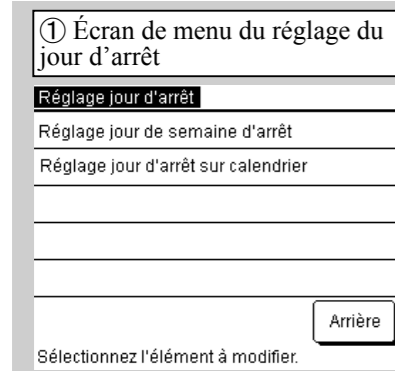 ① Écran de menu du réglage du
jour d’arrêt
Réglage jour d'arrêt
Réglage jour de semaine d'arrêt
Réglage jour d'arrêt sur calendrier
Arrière
Sélectionnez l'élément à modifier.